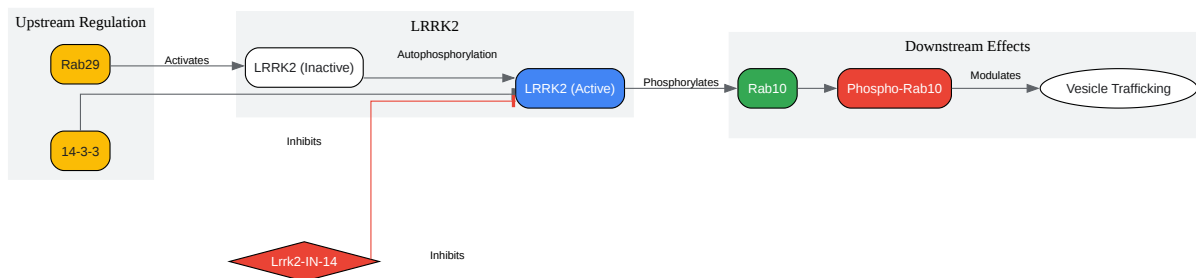 Upstream Regulation
LRRK2
Downstream Effects
Rab29
Activates
LRRK2 (Inactive)
Autophosphorylation
LRRK2 (Active)
Phosphorylates
Rab10
Phospho-Rab10
Modulates
Vesicle Trafficking
14-3-3
Inhibits
Lrrk2-IN-14
Inhibits